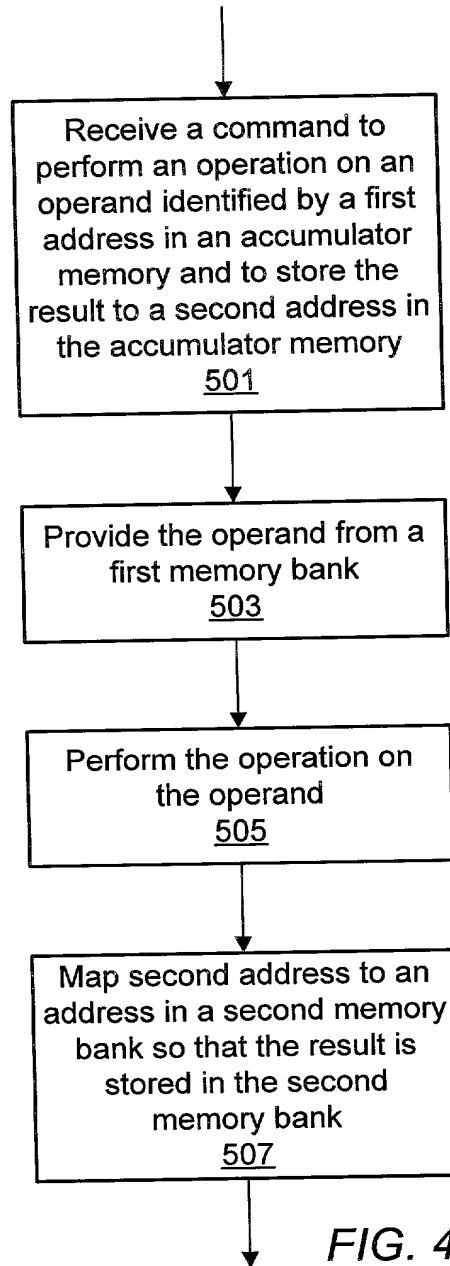 Receive a command to
perform an operation on an
operand identified by a first
address in an accumulator
memory and to store the
result to a second address in
the accumulator memory
501
Provide the operand from a
first memory bank
503
Perform the operation on
the operand
505
Map second address to an
address in a second memory
bank so that the result is
stored in the second
memory bank
507
FIG. 4